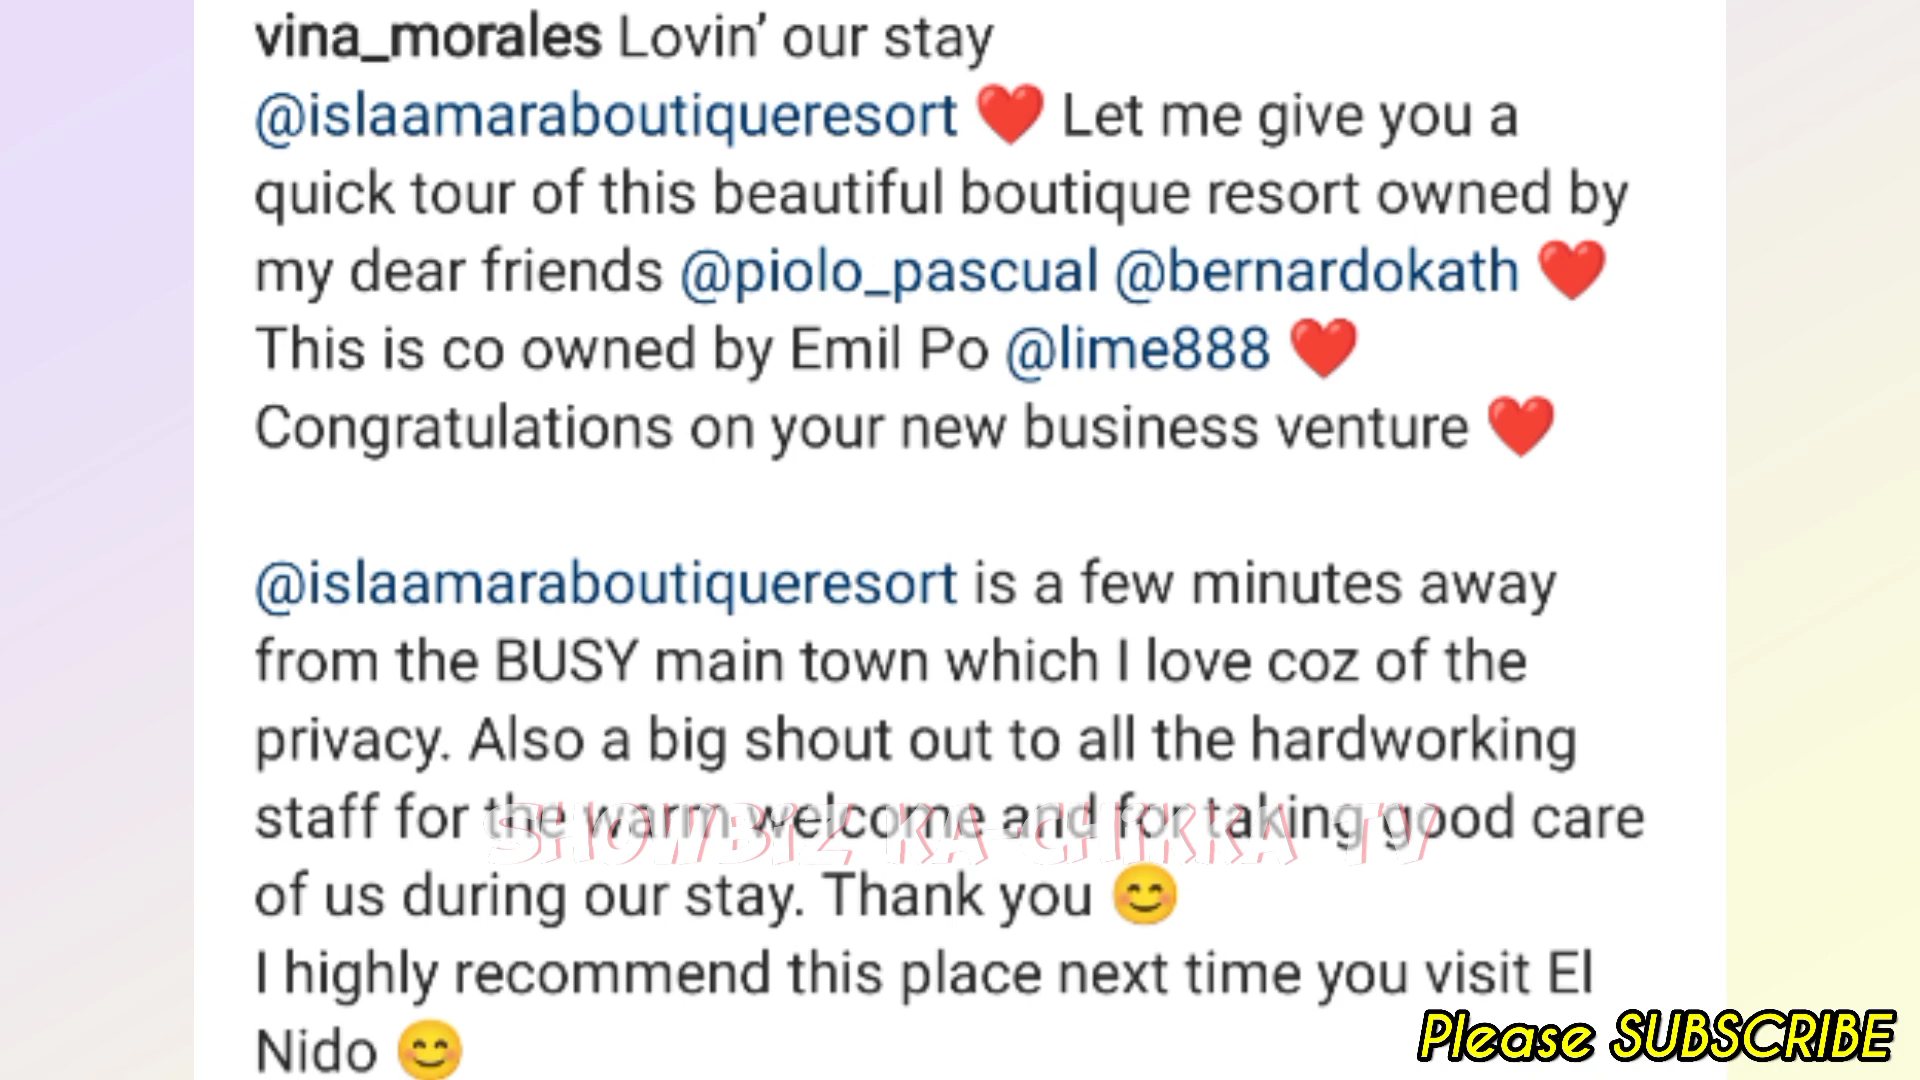 vina_morales Lovin’ our stay
@islaamaraboutiqueresort ❤️ Let me give you a
quick tour of this beautiful boutique resort owned by
my dear friends @piolo_pascual @bernardokath ❤️
This is co owned by Emil Po @lime888 ❤️
Congratulations on your new business venture ❤️
@islaamaraboutiqueresort is a few minutes away
from the BUSY main town which I love coz of the
privacy. Also a big shout out to all the hardworking
staff for the warm welcome and for taking good care
SHOWBIZ KA-CHIKKA TV
of us during our stay. Thank you 😊
I highly recommend this place next time you visit El
Nido 😊
Please SUBSCRIBE